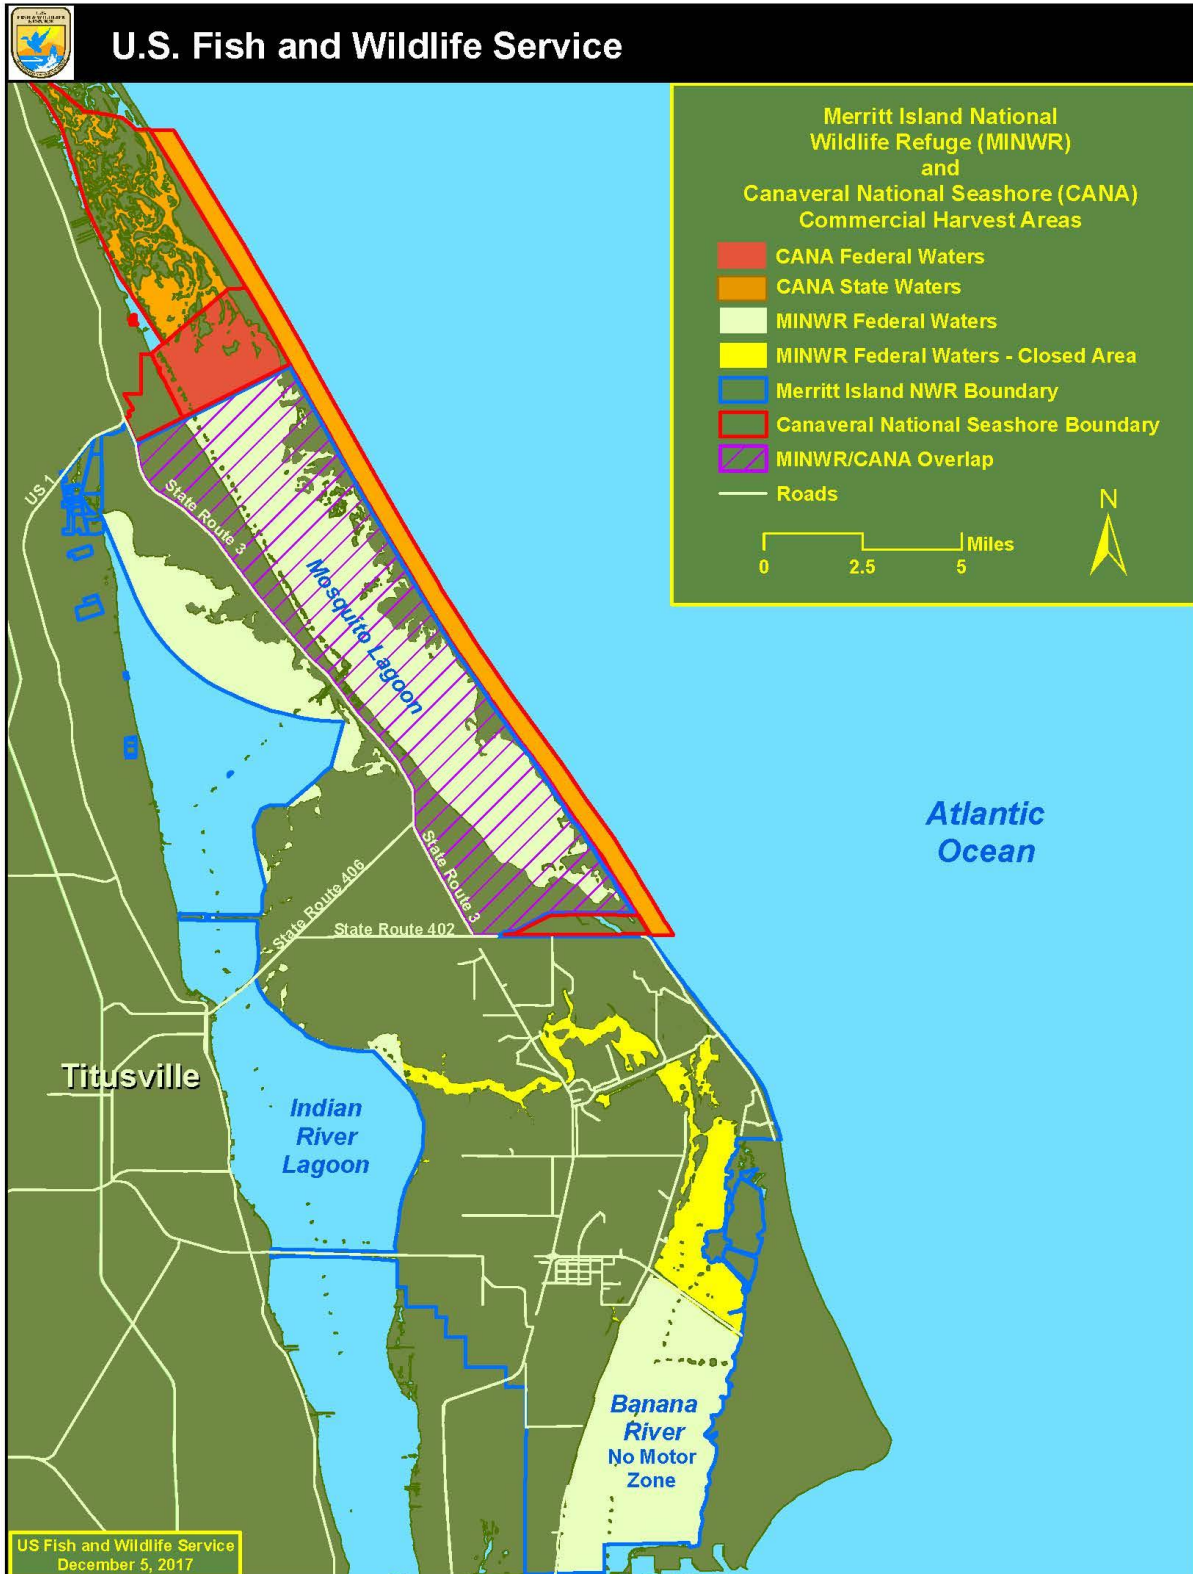 U.S.
FISH & WILDLIFE
SERVICE
U.S. Fish and Wildlife Service
Merritt Island National
Wildlife Refuge (MINWR)
and
Canaveral National Seashore (CANA)
Commercial Harvest Areas
CANA Federal Waters
CANA State Waters
MINWR Federal Waters
MINWR Federal Waters - Closed Area
Merritt Island NWR Boundary
Canaveral National Seashore Boundary
MINWR/CANA Overlap
Roads
N
Miles
0 2.5 5
US 1
State Route 3
Mosquito Lagoon
Atlantic
Ocean
State Route 3
State Route 406
State Route 402
Titusville
Indian
River
Lagoon
Banana
River
No Motor
Zone
US Fish and Wildlife Service
December 5, 2017